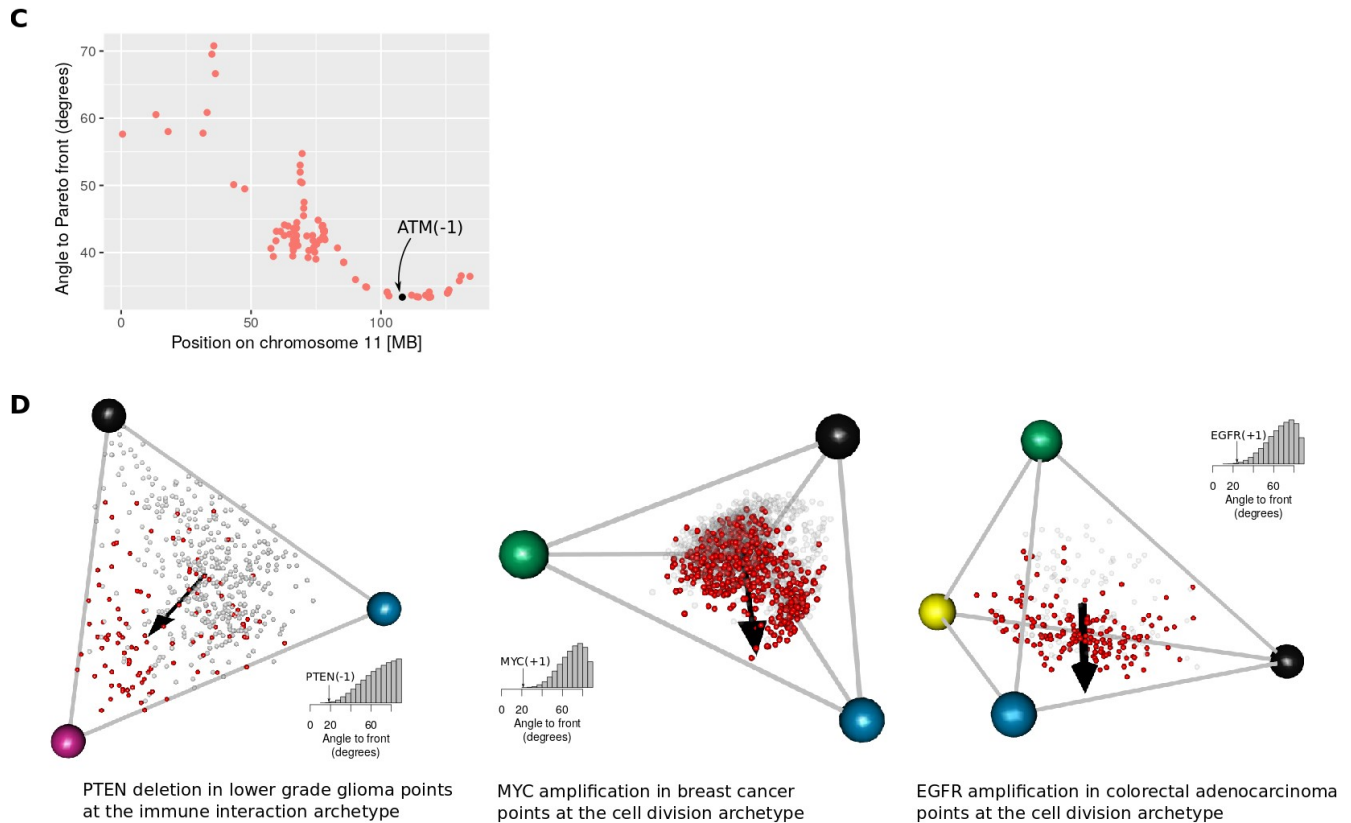 C
Angle to Pareto front (degrees)
70
60
50
40
ATM(-1)
0
50
100
Position on chromosome 11 [MB]
D
PTEN(-1)
0 20 60
Angle to front
(degrees)
PTEN deletion in lower grade glioma points
at the immune interaction archetype
MYC(+1)
0 20 60
Angle to front
(degrees)
MYC amplification in breast cancer
points at the cell division archetype
EGFR(+1)
0 20 60
Angle to front
(degrees)
EGFR amplification in colorectal adenocarcinoma
points at the cell division archetype